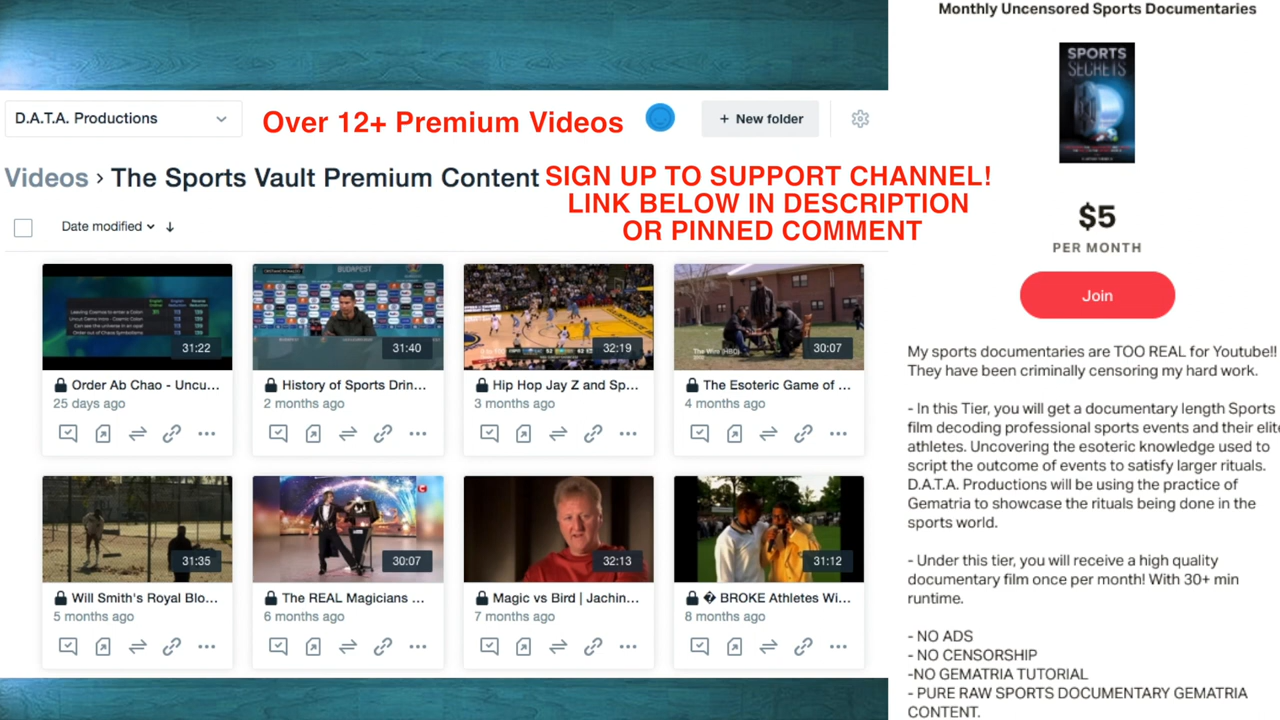 Monthly Uncensored Sports Documentaries
SPORTS
SECRETS
D.A.T.A. Productions
Over 12+ Premium Videos
+ New folder
Videos › The Sports Vault Premium Content
SIGN UP TO SUPPORT CHANNEL!
LINK BELOW IN DESCRIPTION
OR PINNED COMMENT
Date modified
$5
PER MONTH
Join
31:22
BUDAPEST
31:40
32:19
The Wire (HBO)
30:07
Order Ab Chao - Uncu...
25 days ago
History of Sports Drin...
2 months ago
Hip Hop Jay Z and Sp...
3 months ago
The Esoteric Game of ...
4 months ago
31:35
30:07
32:13
31:12
Will Smith's Royal Blo...
5 months ago
The REAL Magicians ...
6 months ago
Magic vs Bird | Jachin...
7 months ago
� BROKE Athletes Wi...
8 months ago
My sports documentaries are TOO REAL for Youtube!!
They have been criminally censoring my hard work.
- In this Tier, you will get a documentary length Sports
film decoding professional sports events and their elite
athletes. Uncovering the esoteric knowledge used to
script the outcome of events to satisfy larger rituals.
D.A.T.A. Productions will be using the practice of
Gematria to showcase the rituals being done in the
sports world.
- Under this tier, you will receive a high quality
documentary film once per month! With 30+ min
runtime.
- NO ADS
- NO CENSORSHIP
-NO GEMATRIA TUTORIAL
- PURE RAW SPORTS DOCUMENTARY GEMATRIA
CONTENT.